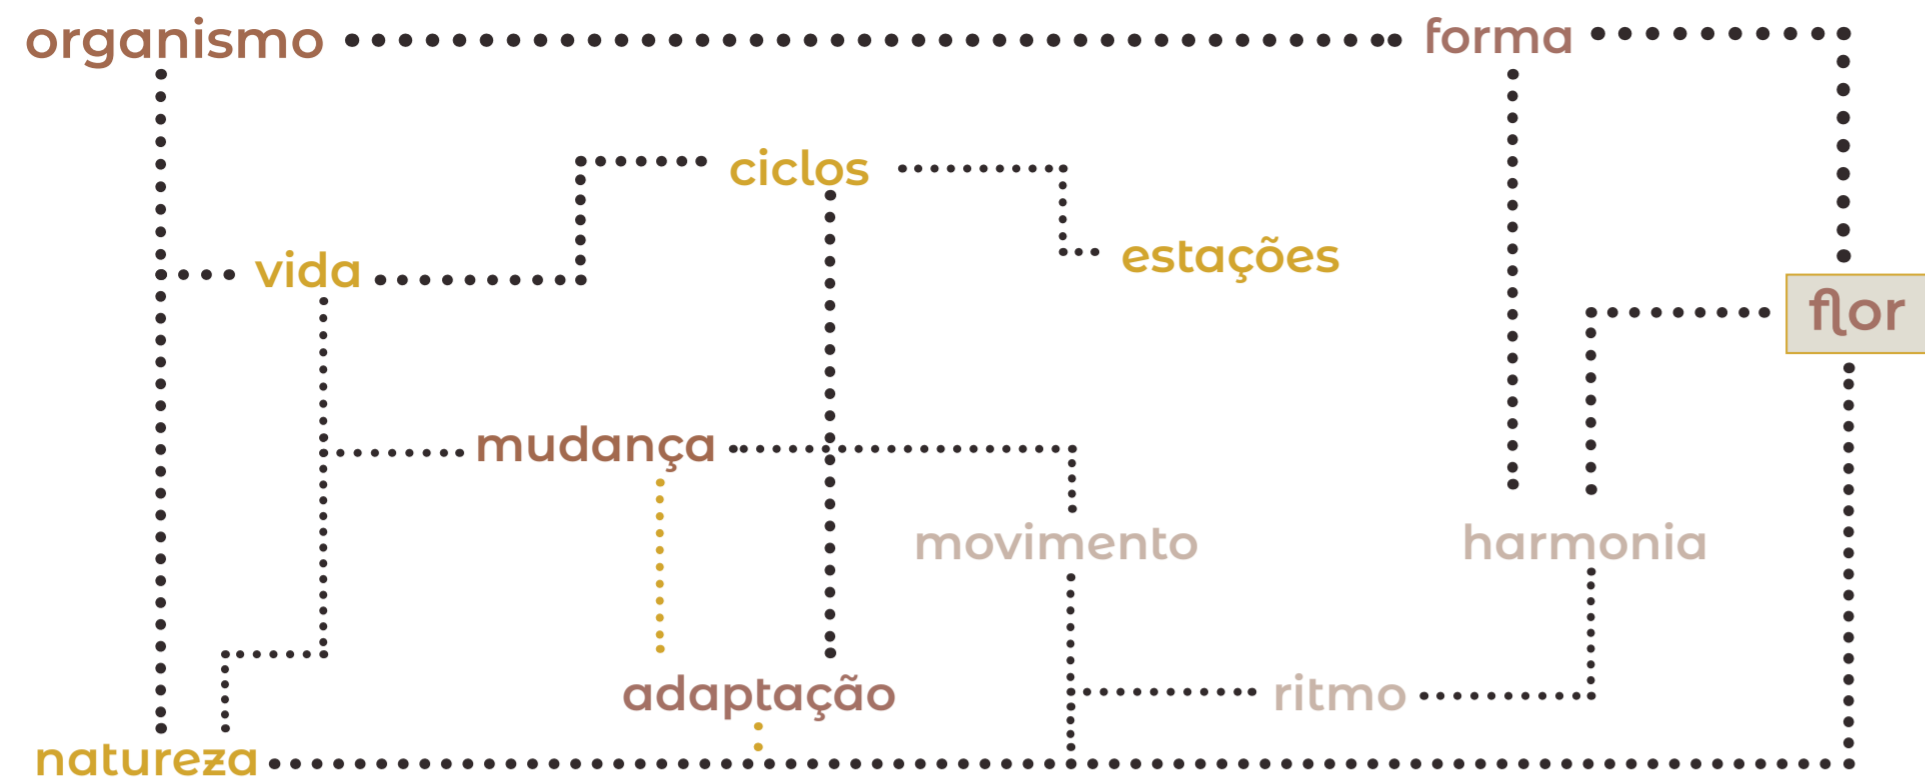 organismo
forma
ciclos
estações
vida
flor
mudança
movimento
harmonia
adaptação
ritmo
natureza